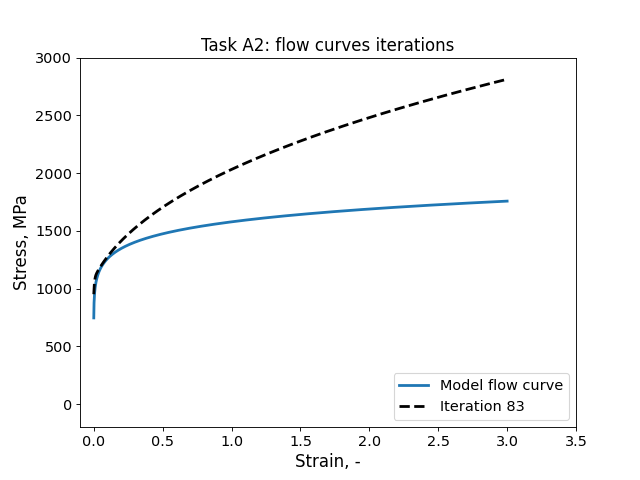 Task A2: flow curves iterations
3000
2500
2000
1500
1000
500
0
Stress, MPa
0.0 0.5 1.0 1.5 2.0 2.5 3.0 3.5
Strain, -
Model flow curve
Iteration 83